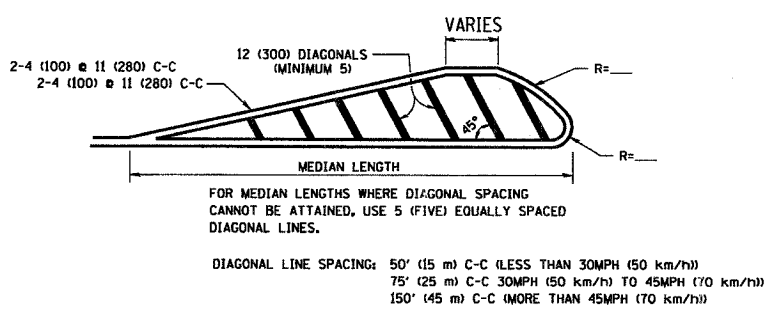 VARIES
12 (300) DIAGONALS
(MINIMUM 5)
2-4 (100) @ 11 (280) C-C
2-4 (100) @ 11 (280) C-C
R=___
45°
R=___
MEDIAN LENGTH
FOR MEDIAN LENGTHS WHERE DIAGONAL SPACING
CANNOT BE ATTAINED, USE 5 (FIVE) EQUALLY SPACED
DIAGONAL LINES.
DIAGONAL LINE SPACING: 50' (15 m) C-C (LESS THAN 30MPH (50 km/h))
75' (25 m) C-C 30MPH (50 km/h) TO 45MPH (70 km/h))
150' (45 m) C-C (MORE THAN 45MPH (70 km/h))